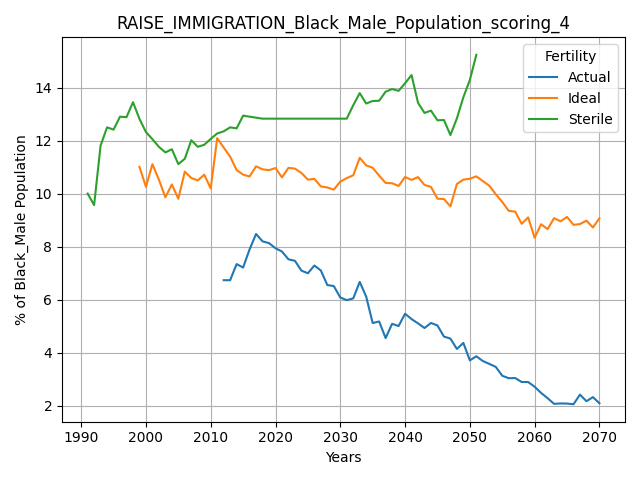 RAISE_IMMIGRATION_Black_Male_Population_scoring_4
Fertility
Actual
Ideal
Sterile
% of Black_Male Population
14
12
10
8
6
4
2
1990 2000 2010 2020 2030 2040 2050 2060 2070
Years